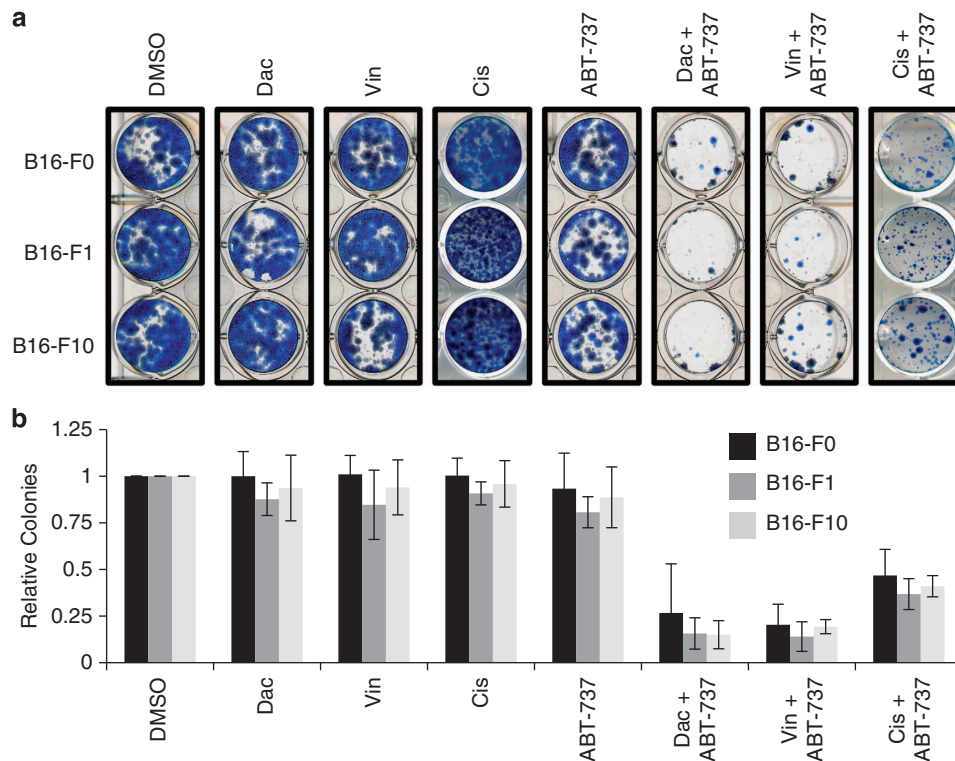 a
DMSO
Dac
Vin
Cis
ABT-737
Dac +
ABT-737
Vin +
ABT-737
Cis +
ABT-737
B16-F0
B16-F1
B16-F10
b
Relative Colonies
1.25
1
0.75
0.5
0.25
0
B16-F0
B16-F1
B16-F10
DMSO
Dac
Vin
Cis
ABT-737
Dac +
ABT-737
Vin +
ABT-737
Cis +
ABT-737